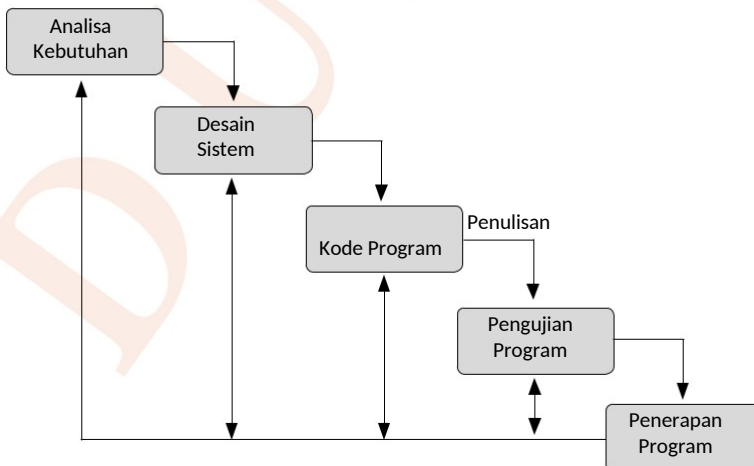 Analisa
Kebutuhan
Desain
Sistem
Penulisan
Kode Program
Pengujian
Program
Penerapan
Program